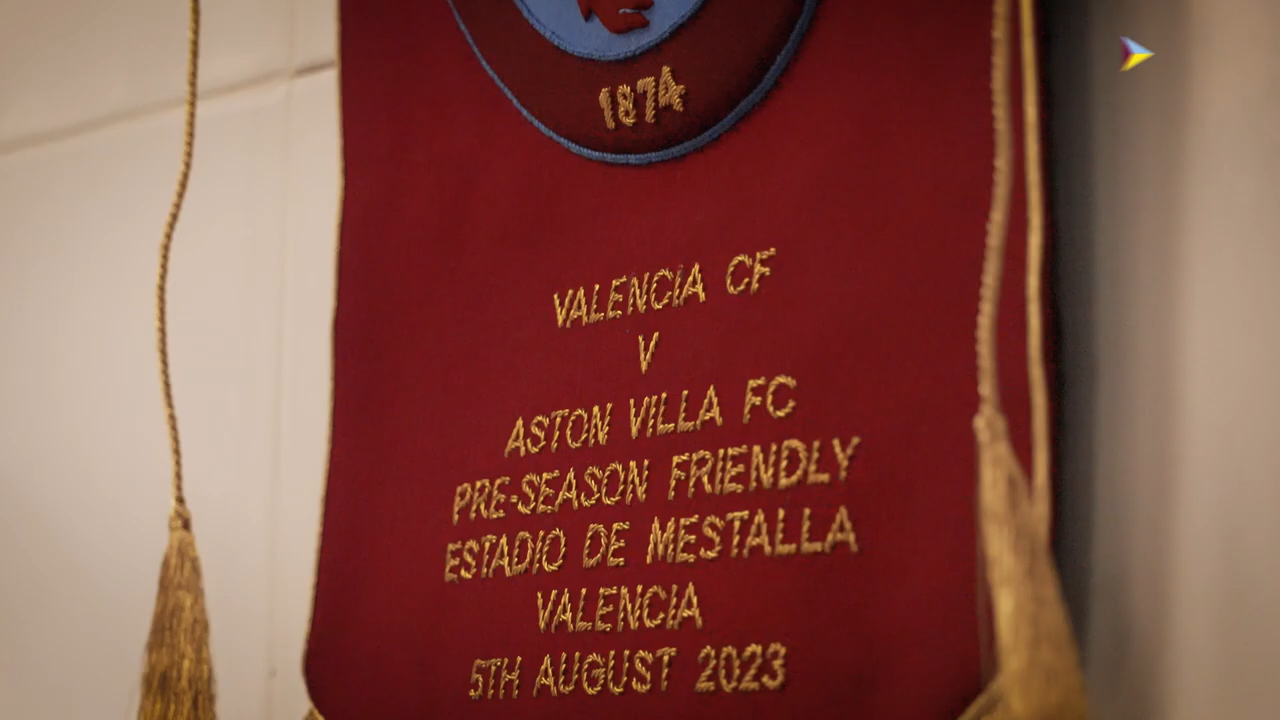 1874
VALENCIA CF
V
ASTON VILLA FC
PRE-SEASON FRIENDLY
ESTADIO DE MESTALLA
VALENCIA
5TH AUGUST 2023